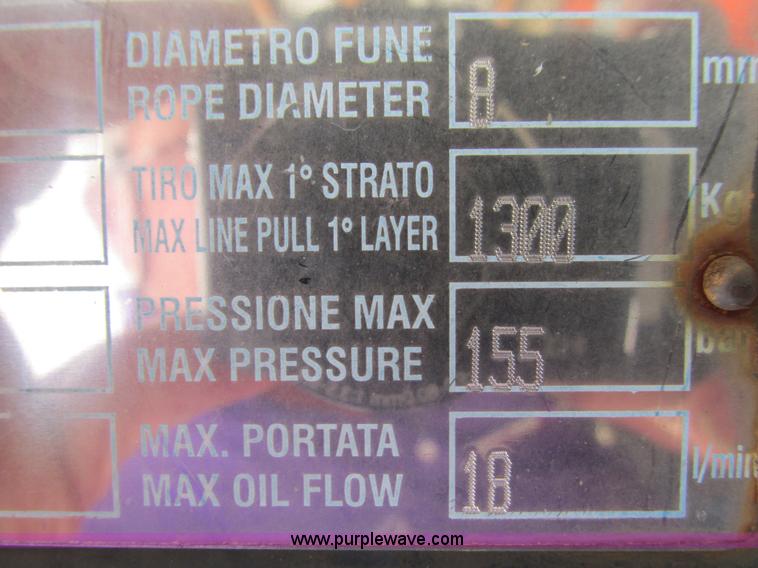 DIAMETRO FUNE
ROPE DIAMETER
8
mm
TIRO MAX 1° STRATO
MAX LINE PULL 1° LAYER
1300
Kg
PRESSIONE MAX
MAX PRESSURE
155
bar
MAX. PORTATA
MAX OIL FLOW
18
l/min
www.purplewave.com